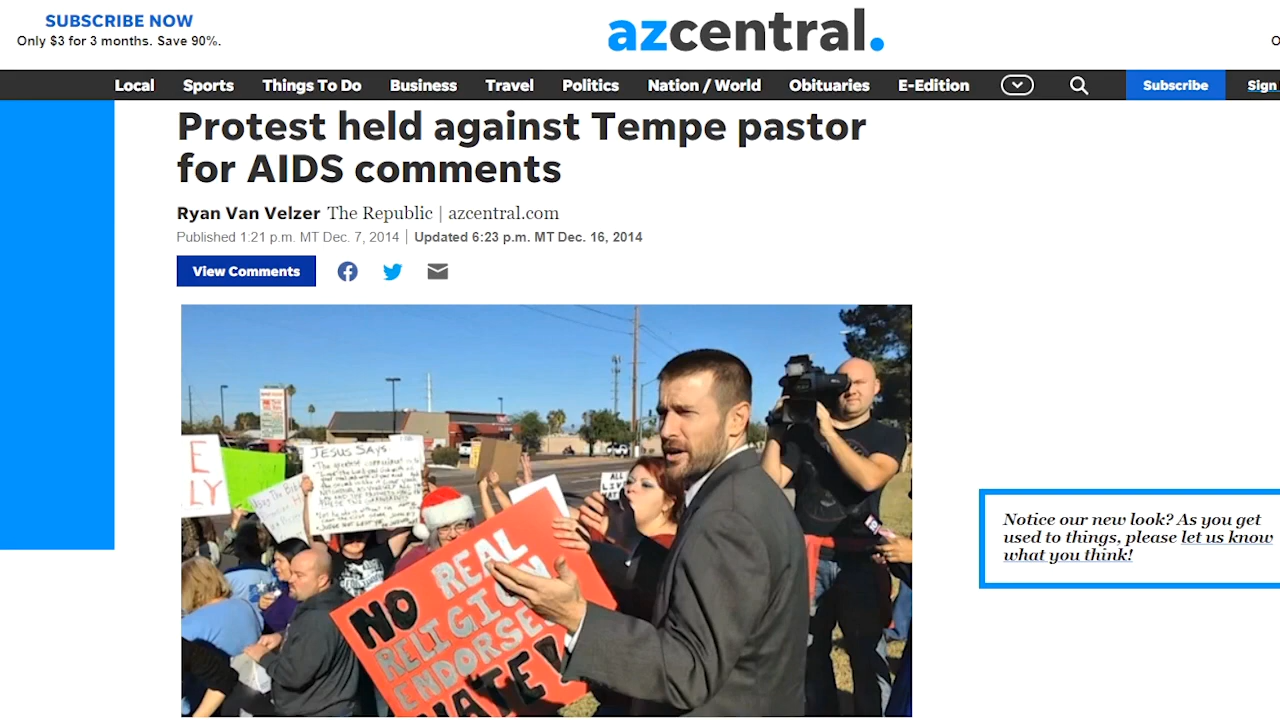 SUBSCRIBE NOW
Only $3 for 3 months. Save 90%.
azcentral.
Local Sports Things To Do Business Travel Politics Nation / World Obituaries E-Edition Subscribe Sign
Protest held against Tempe pastor
for AIDS comments
Ryan Van Velzer The Republic | azcentral.com
Published 1:21 p.m. MT Dec. 7, 2014 | Updated 6:23 p.m. MT Dec. 16, 2014
View Comments
JESUS SAYS
ALL
NO REAL
RELIGION
ENDORSES
HATE!
Notice our new look? As you get
used to things, please let us know
what you think!